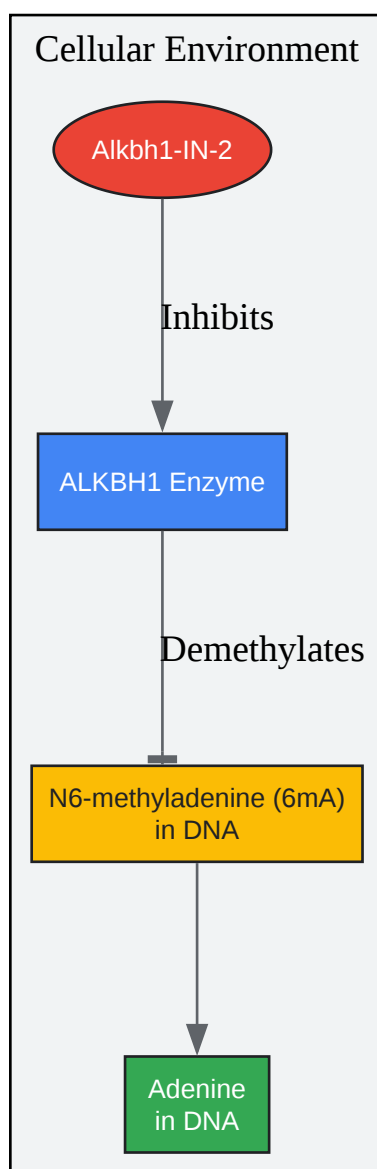 Cellular Environment
Alkbh1-IN-2
Inhibits
ALKBH1 Enzyme
Demethylates
N6-methyladenine (6mA)
in DNA
Adenine
in DNA